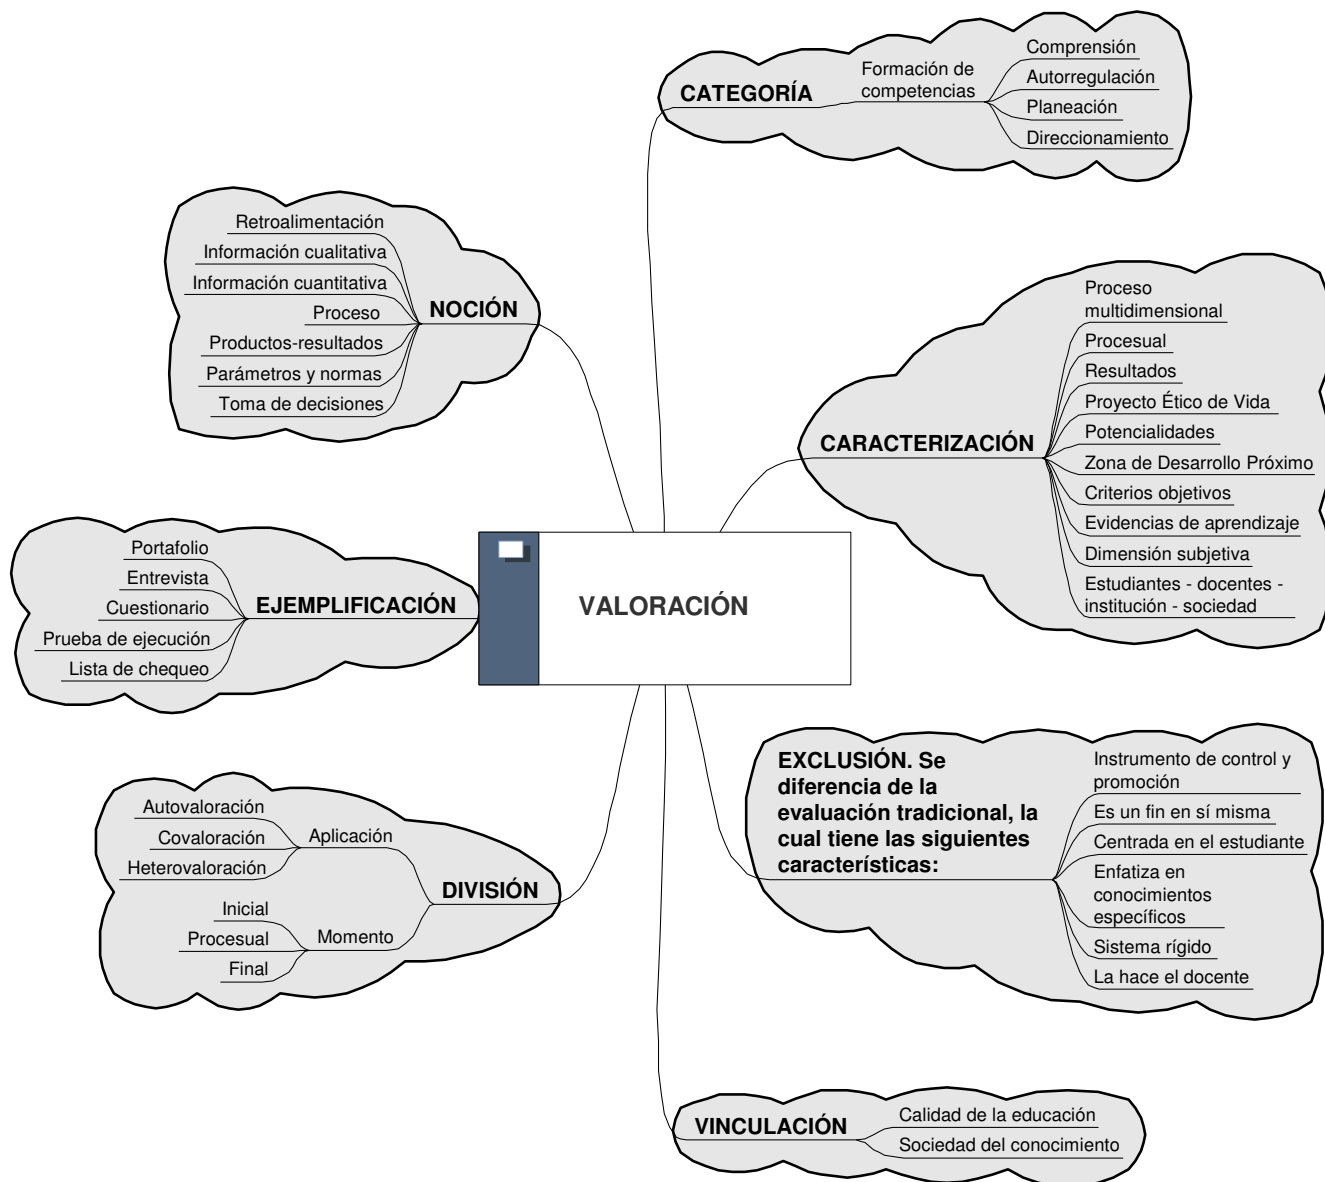 CATEGORÍA
Formación de
competencias
Comprensión
Autorregulación
Planeación
Direccionamiento
NOCIÓN
Retroalimentación
Información cualitativa
Información cuantitativa
Proceso
Productos-resultados
Parámetros y normas
Toma de decisiones
CARACTERIZACIÓN
Proceso
multidimensional
Procesual
Resultados
Proyecto Ético de Vida
Potencialidades
Zona de Desarrollo Próximo
Criterios objetivos
Evidencias de aprendizaje
Dimensión subjetiva
Estudiantes - docentes -
institución - sociedad
EJEMPLIFICACIÓN
Portafolio
Entrevista
Cuestionario
Prueba de ejecución
Lista de chequeo
VALORACIÓN
EXCLUSIÓN. Se
diferencia de la
evaluación tradicional, la
cual tiene las siguientes
características:
Instrumento de control y
promoción
Es un fin en sí misma
Centrada en el estudiante
Enfatiza en
conocimientos
específicos
Sistema rígido
La hace el docente
DIVISIÓN
Aplicación
Autovaloración
Covaloración
Heterovaloración
Momento
Inicial
Procesual
Final
VINCULACIÓN
Calidad de la educación
Sociedad del conocimiento